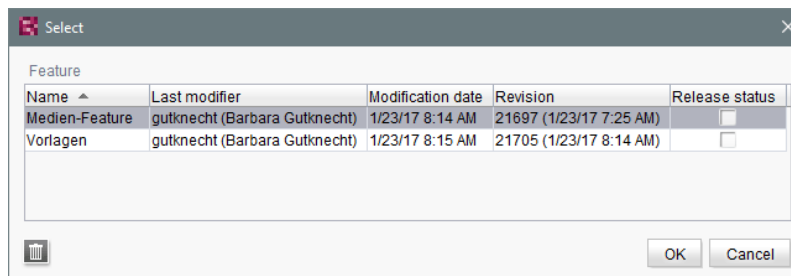 Select
Feature
Name Last modifier Modification date Revision Release status
Medien-Feature gutknecht (Barbara Gutknecht) 1/23/17 8:14 AM 21697 (1/23/17 7:25 AM)
Vorlagen gutknecht (Barbara Gutknecht) 1/23/17 8:15 AM 21705 (1/23/17 8:14 AM)
OK Cancel